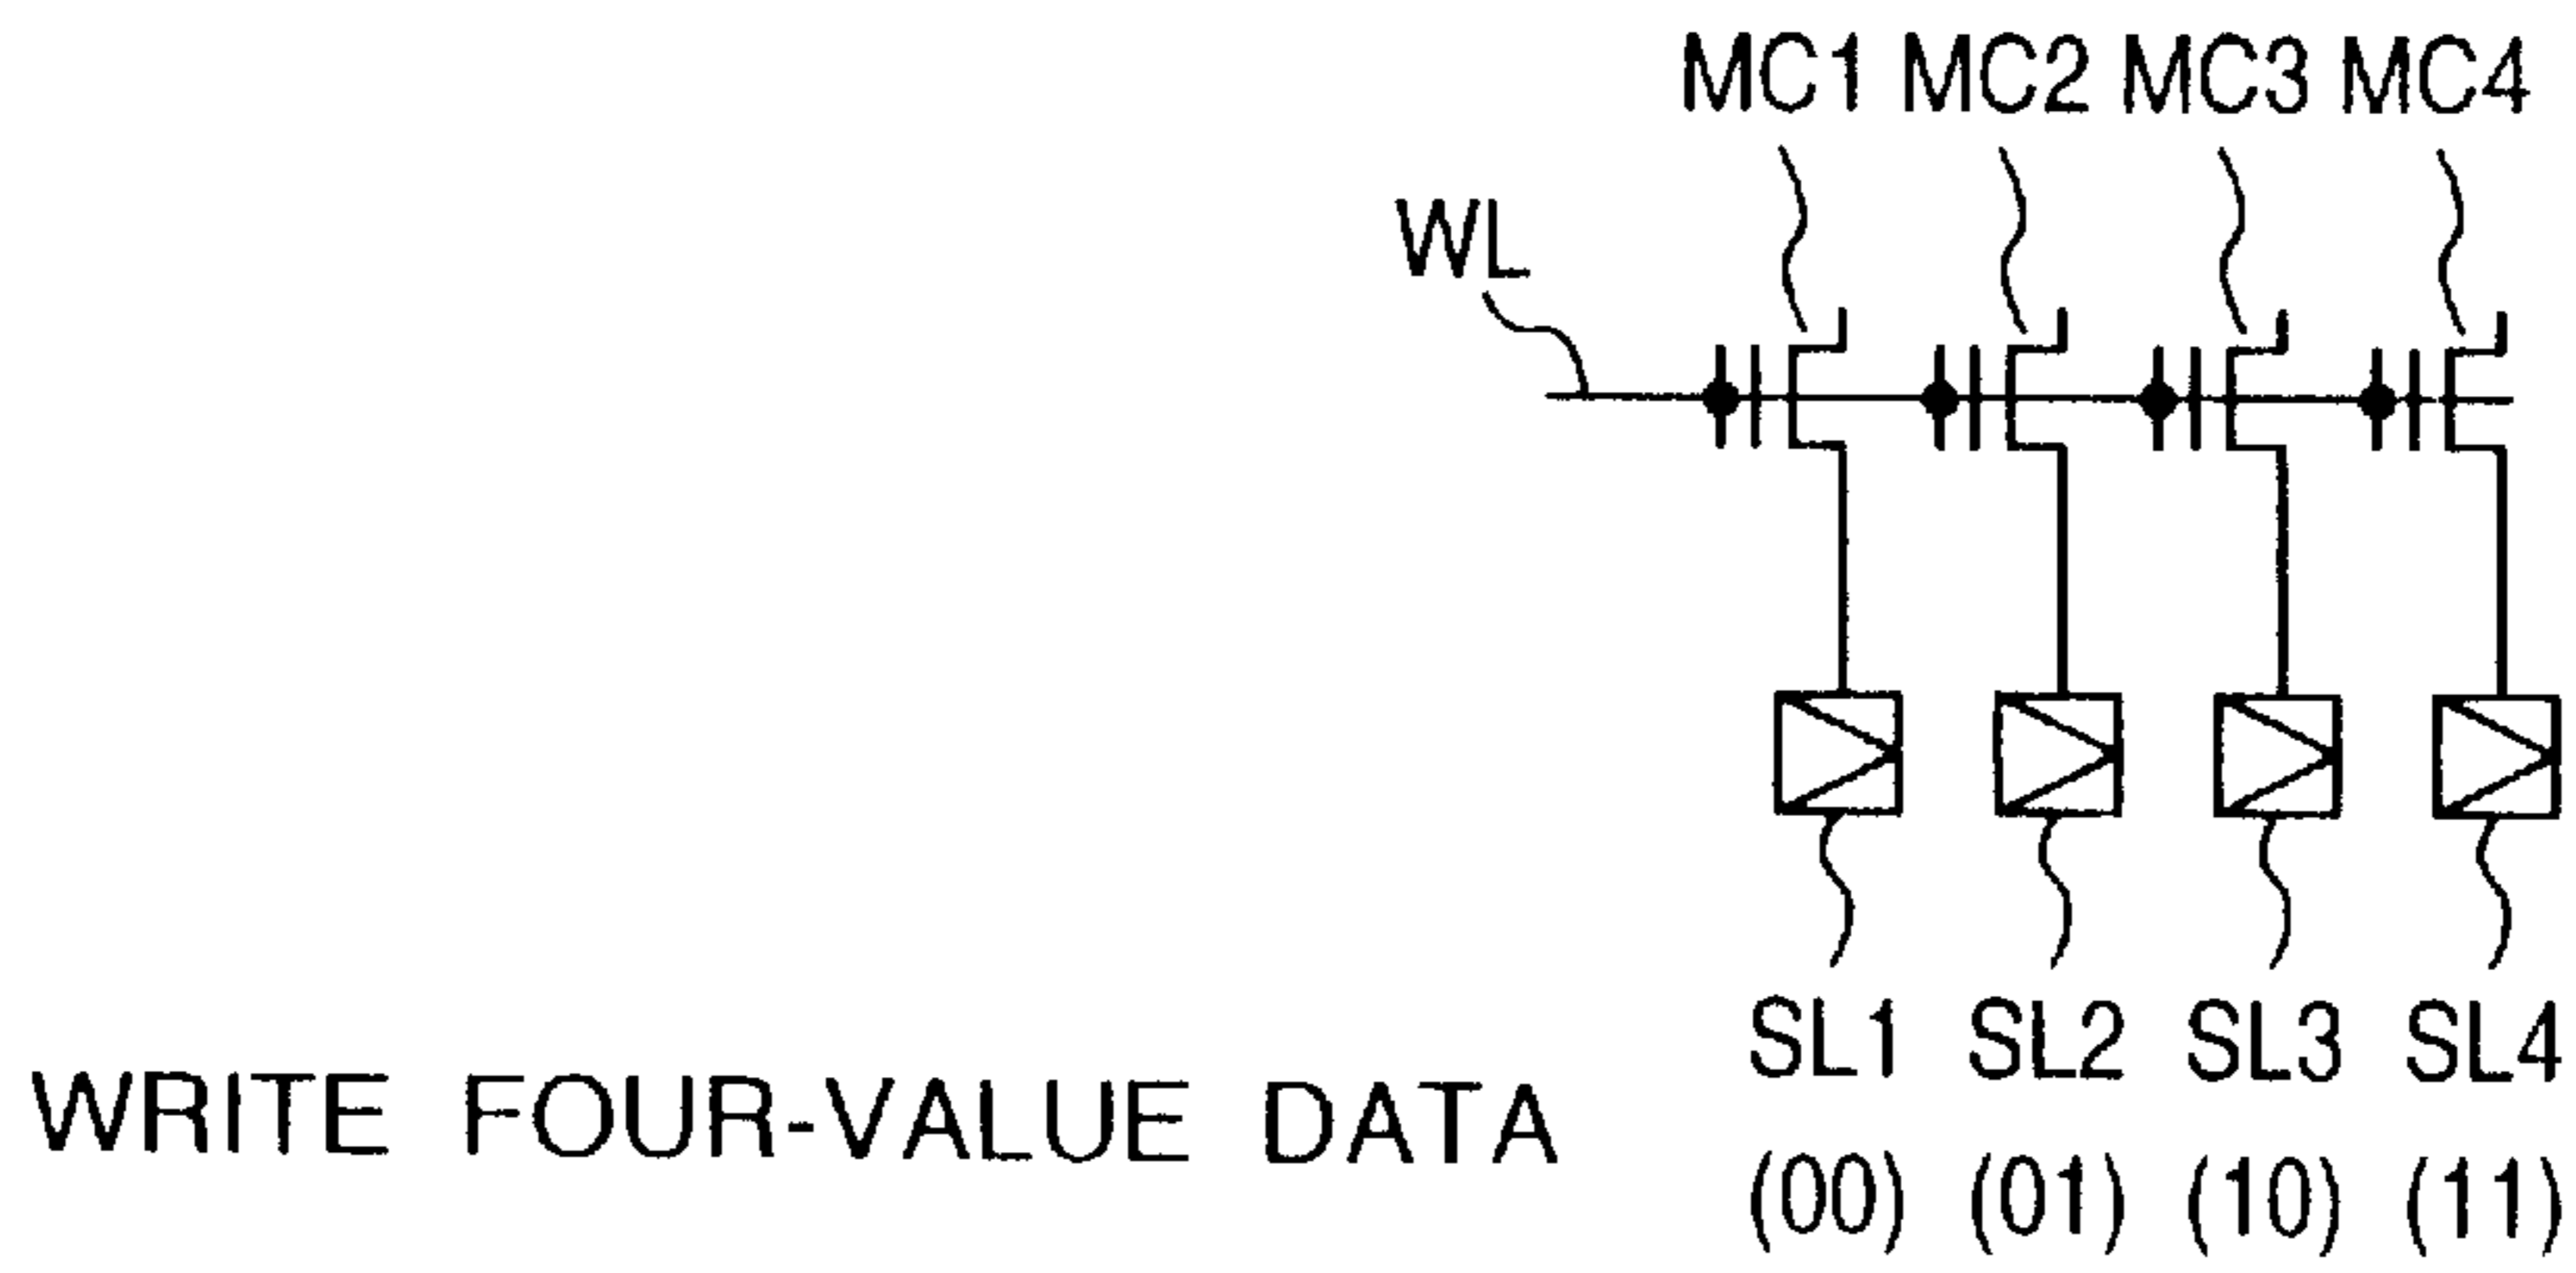 MC1 MC2 MC3 MC4
WL
SL1 SL2 SL3 SL4
WRITE FOUR-VALUE DATA
(00) (01) (10) (11)